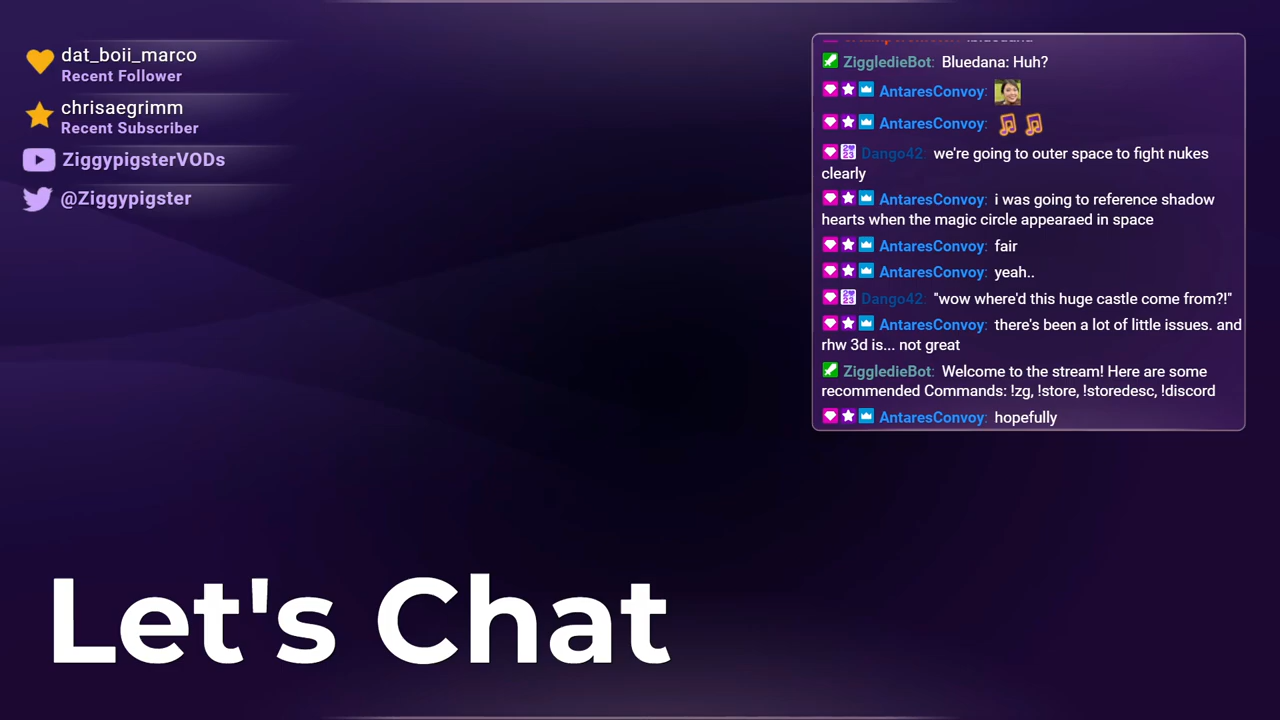 dat_boii_marco
Recent Follower
chrisaegrimm
Recent Subscriber
ZiggypigsterVODs
@Ziggypigster
ZiggledieBot: Bluedana: Huh?
AntaresConvoy:
AntaresConvoy:
Dango42: we're going to outer space to fight nukes
clearly
AntaresConvoy: i was going to reference shadow
hearts when the magic circle appearaed in space
AntaresConvoy: fair
AntaresConvoy: yeah..
Dango42: "wow where'd this huge castle come from?!"
AntaresConvoy: there's been a lot of little issues. and
rhw 3d is... not great
ZiggledieBot: Welcome to the stream! Here are some
recommended Commands: !zg, !store, !storedesc, !discord
AntaresConvoy: hopefully
Let's Chat